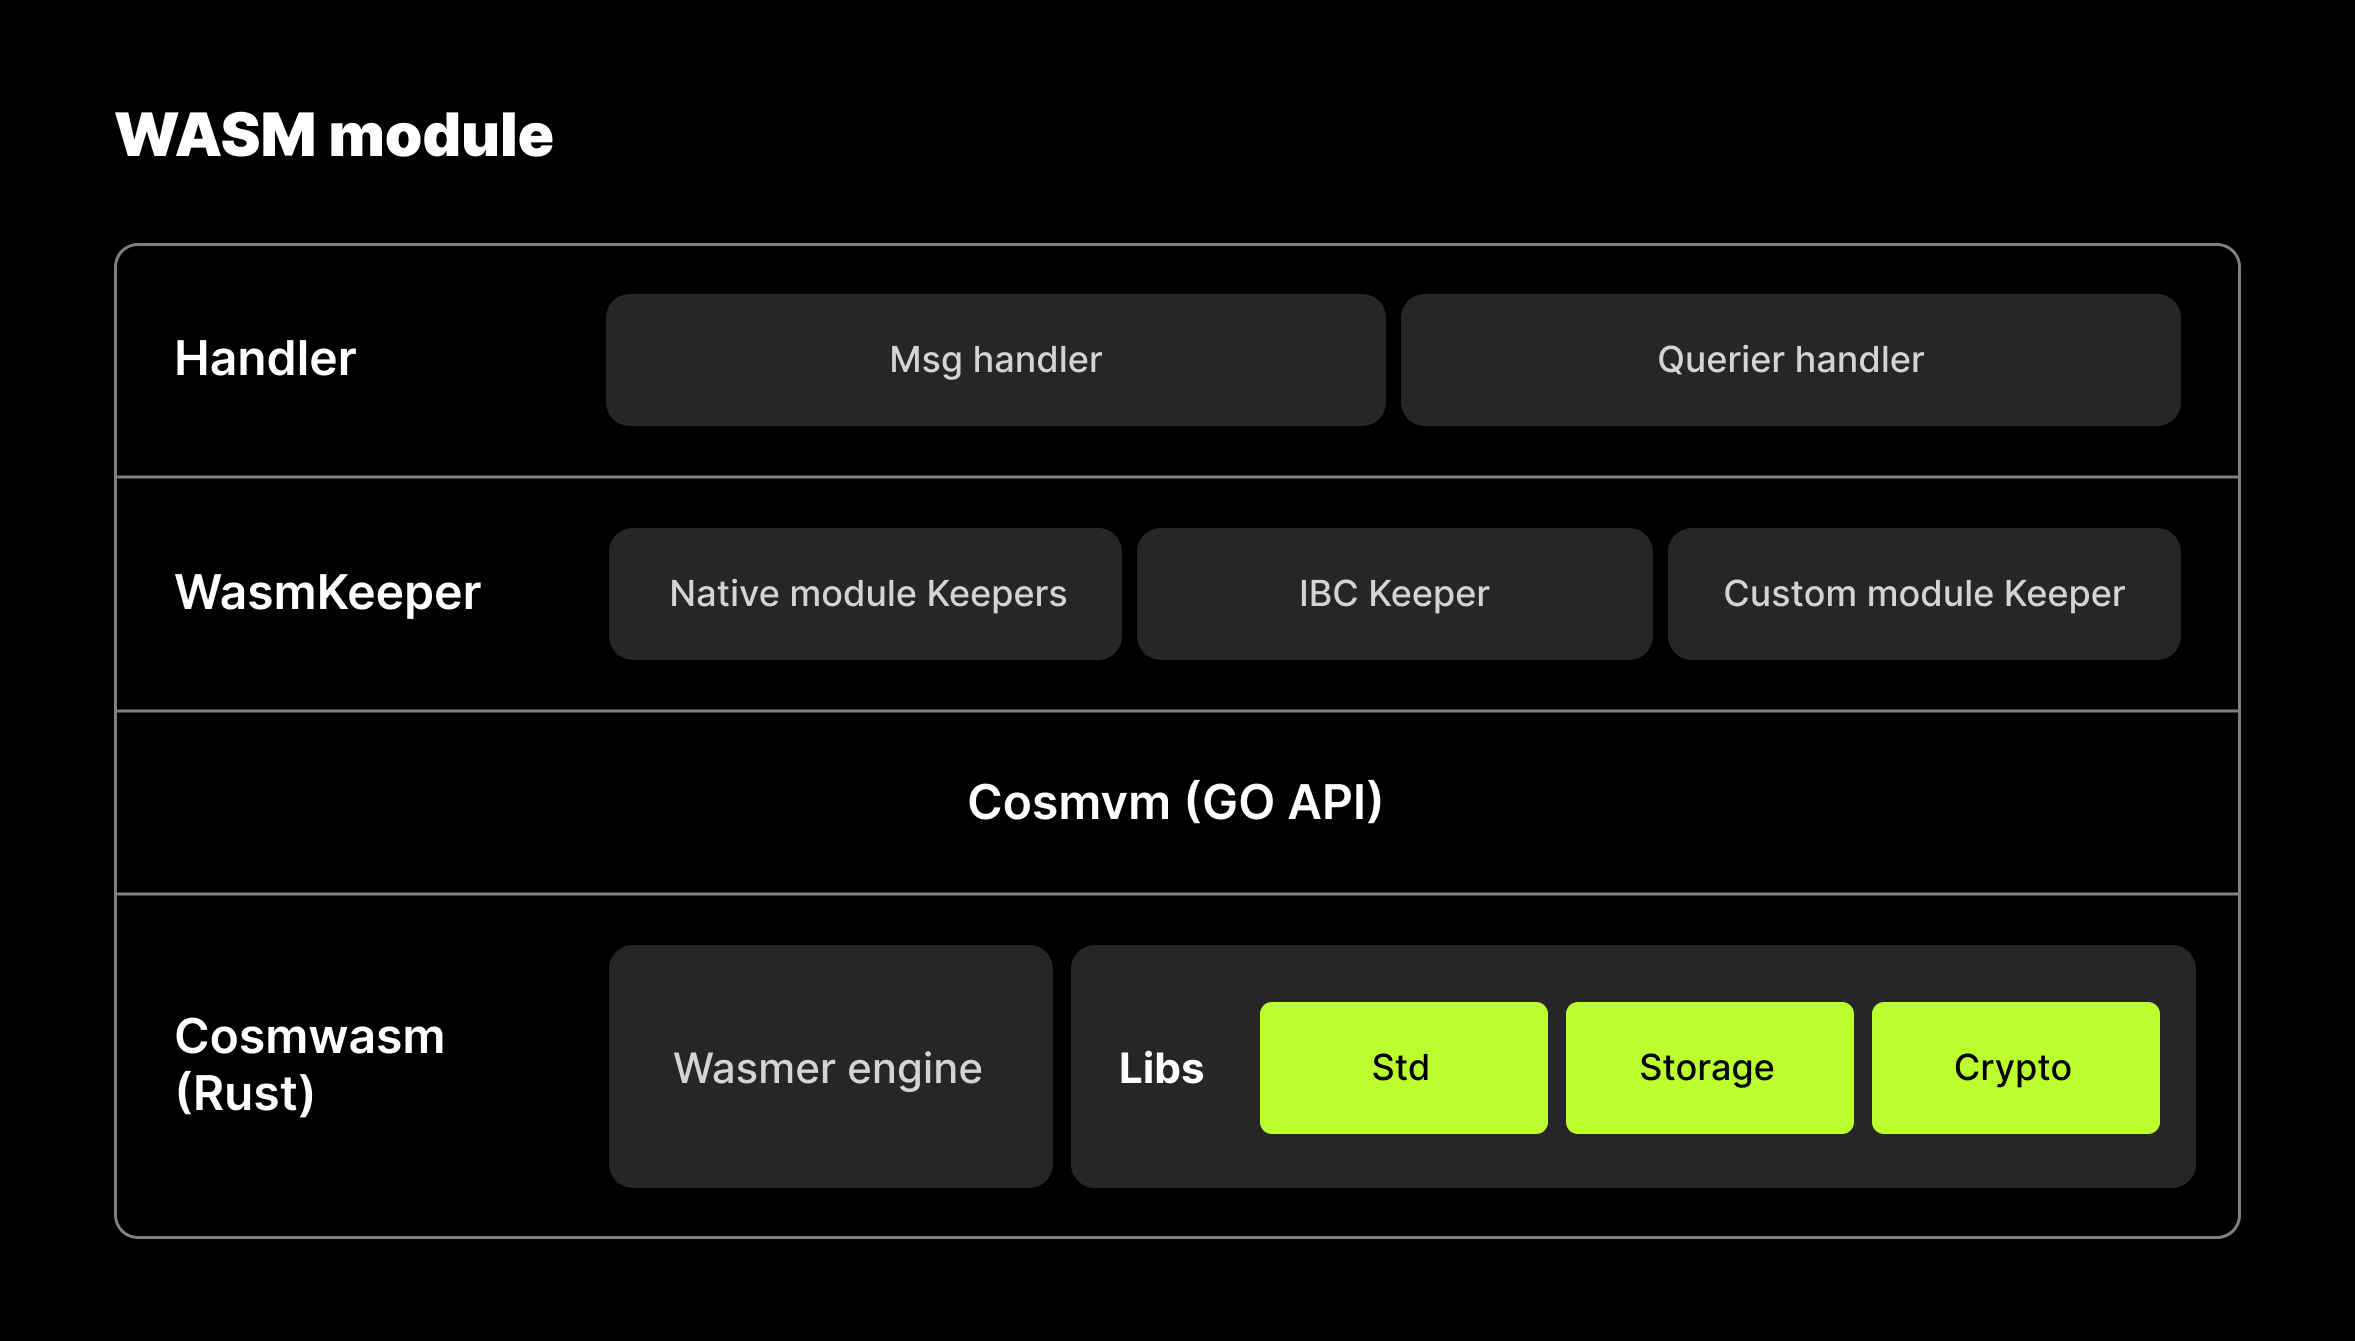 WASM module
Handler
Msg handler
Querier handler
WasmKeeper
Native module Keepers
IBC Keeper
Custom module Keeper
Cosmvm (GO API)
Cosmwasm
(Rust)
Wasmer engine
Libs
Std
Storage
Crypto